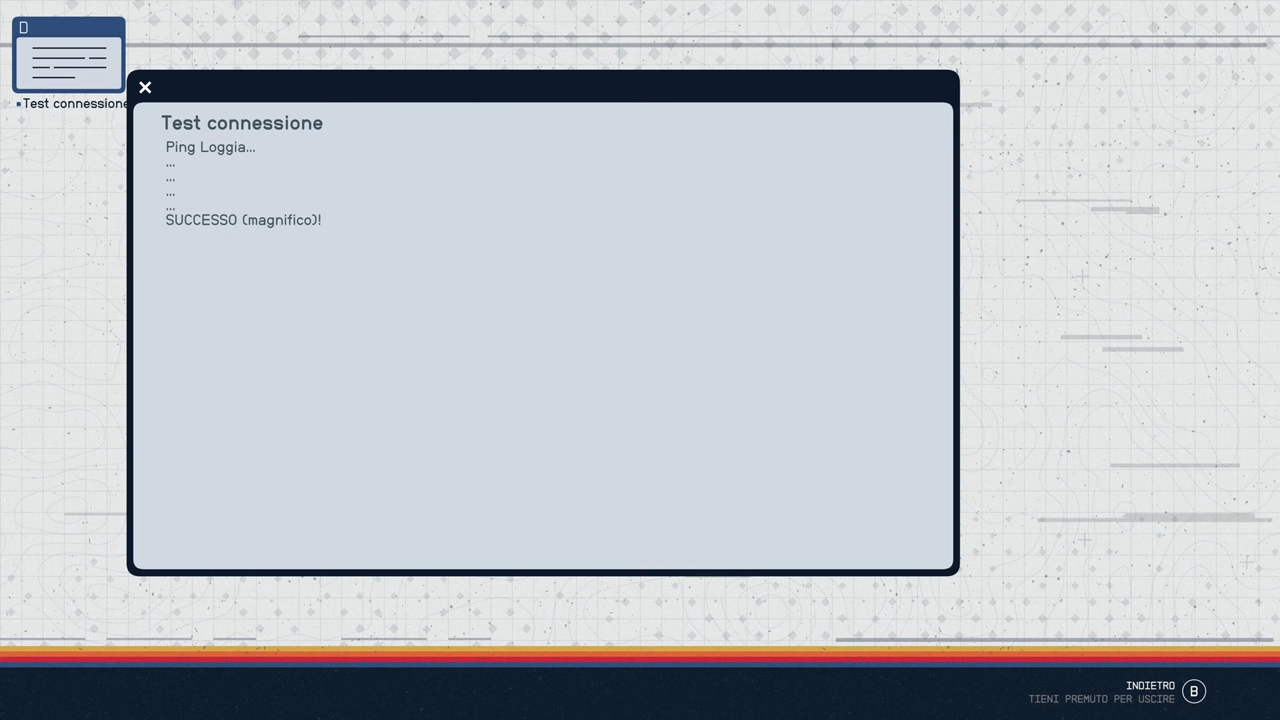 Test connessione
Test connessione
Ping Loggia...
...
...
...
...
SUCCESSO (magnifico)!
INDIETRO
B
TIENI PREMUTO PER USCIRE